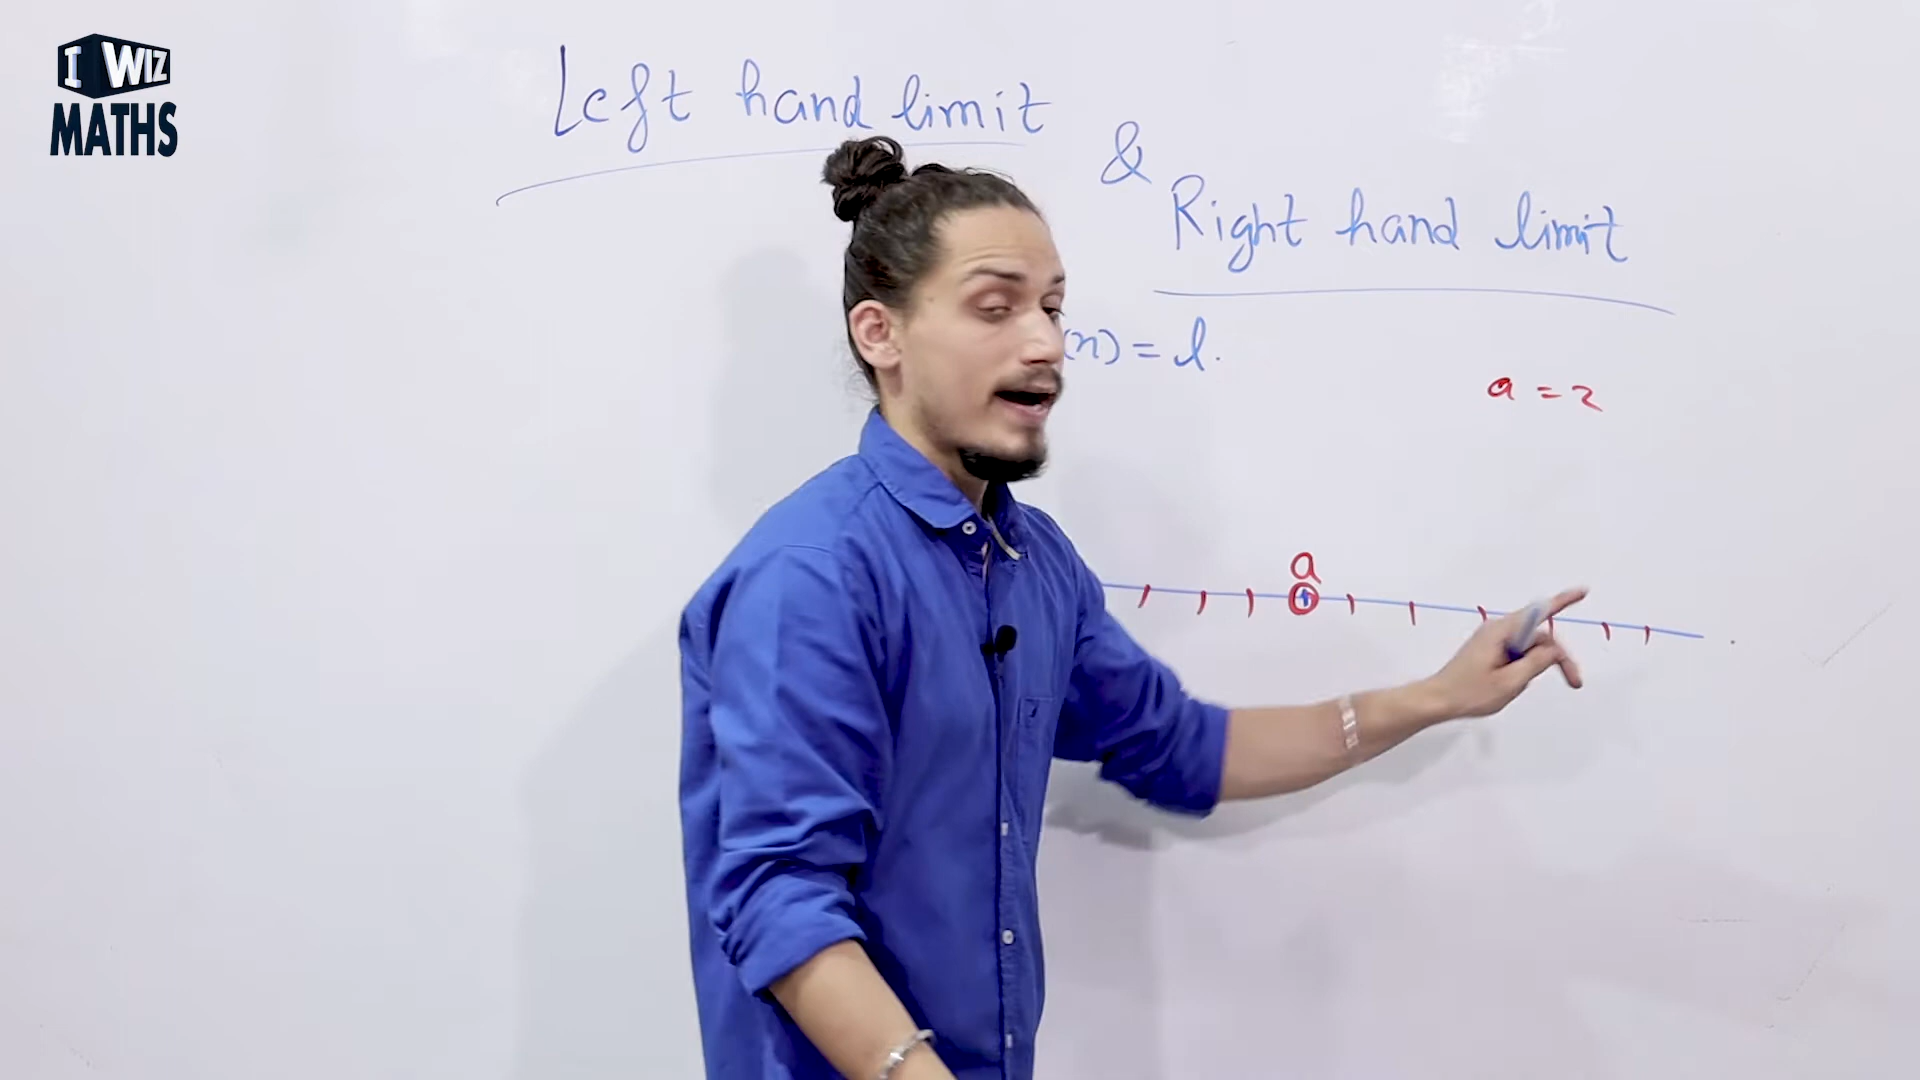 I WIZ
MATHS
Left hand limit
&
Right hand limit
(x) = l.
a = 2
a